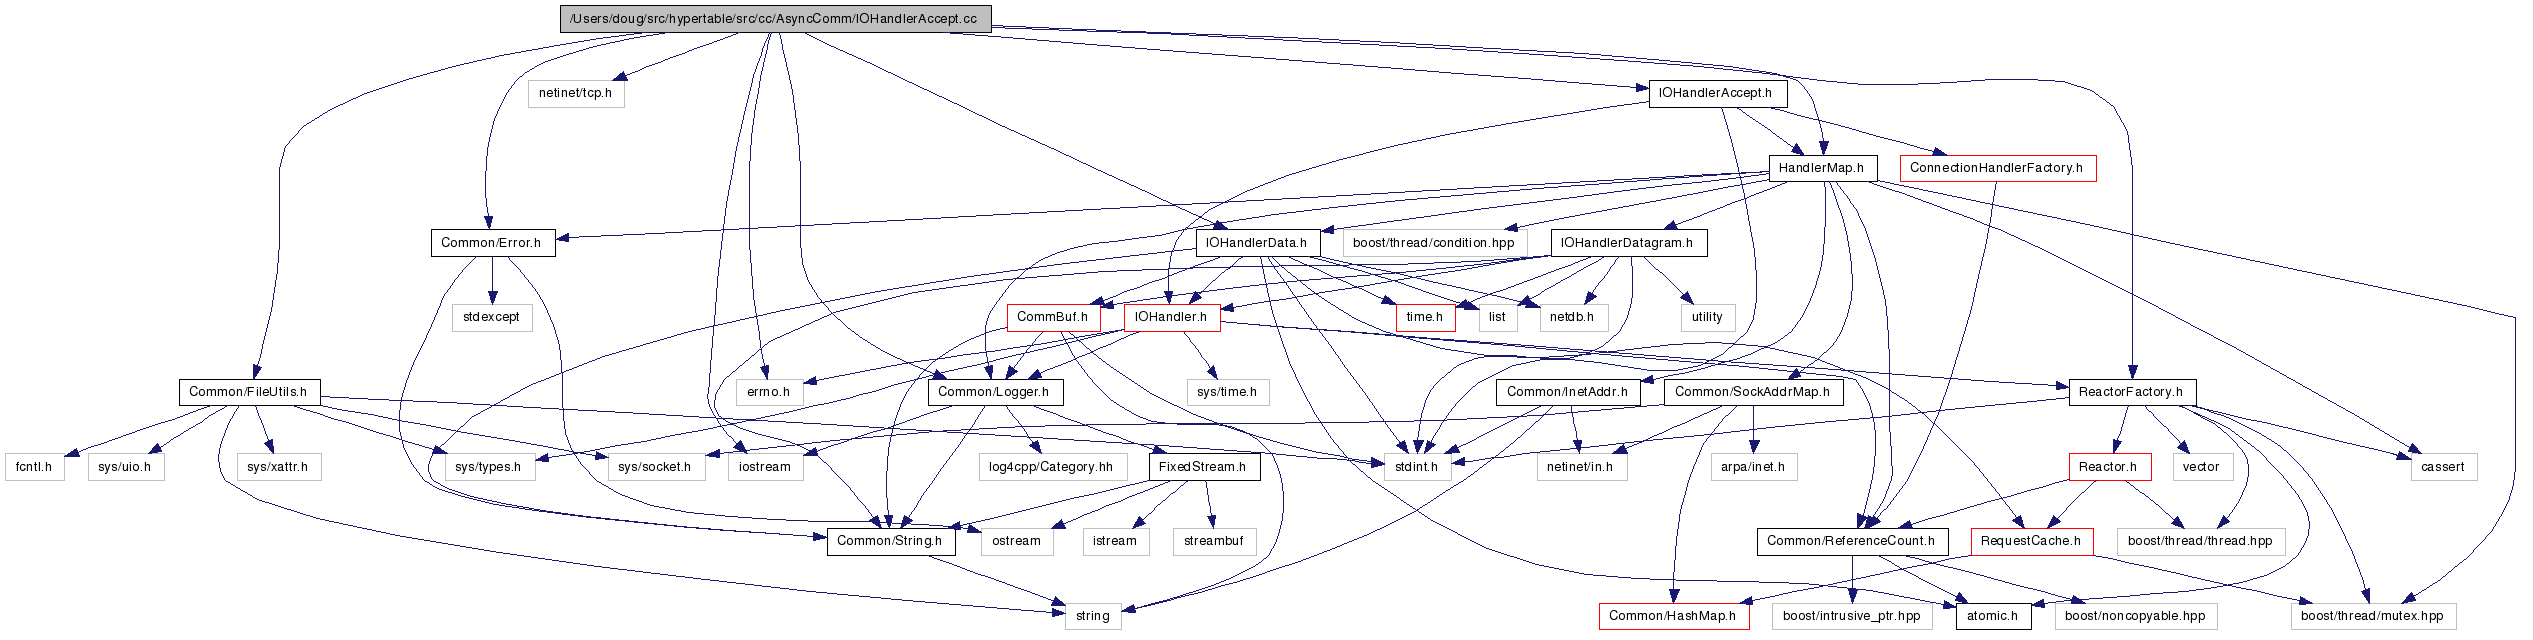 /Users/doug/src/hypertable/src/cc/AsyncComm/IOHandlerAccept.cc
netinet/tcp.h
IOHandlerAccept.h
HandlerMap.h
ConnectionHandlerFactory.h
Common/Error.h
IOHandlerData.h
boost/thread/condition.hpp
IOHandlerDatagram.h
stdexcept
CommBuf.h
IOHandler.h
time.h
list
netdb.h
utility
Common/FileUtils.h
errno.h
Common/Logger.h
sys/time.h
Common/InetAddr.h
Common/SockAddrMap.h
ReactorFactory.h
fcntl.h
sys/uio.h
sys/xattr.h
sys/types.h
sys/socket.h
iostream
log4cpp/Category.hh
FixedStream.h
stdint.h
netinet/in.h
arpa/inet.h
Reactor.h
vector
cassert
Common/String.h
ostream
istream
streambuf
Common/ReferenceCount.h
RequestCache.h
boost/thread/thread.hpp
string
Common/HashMap.h
boost/intrusive_ptr.hpp
atomic.h
boost/noncopyable.hpp
boost/thread/mutex.hpp